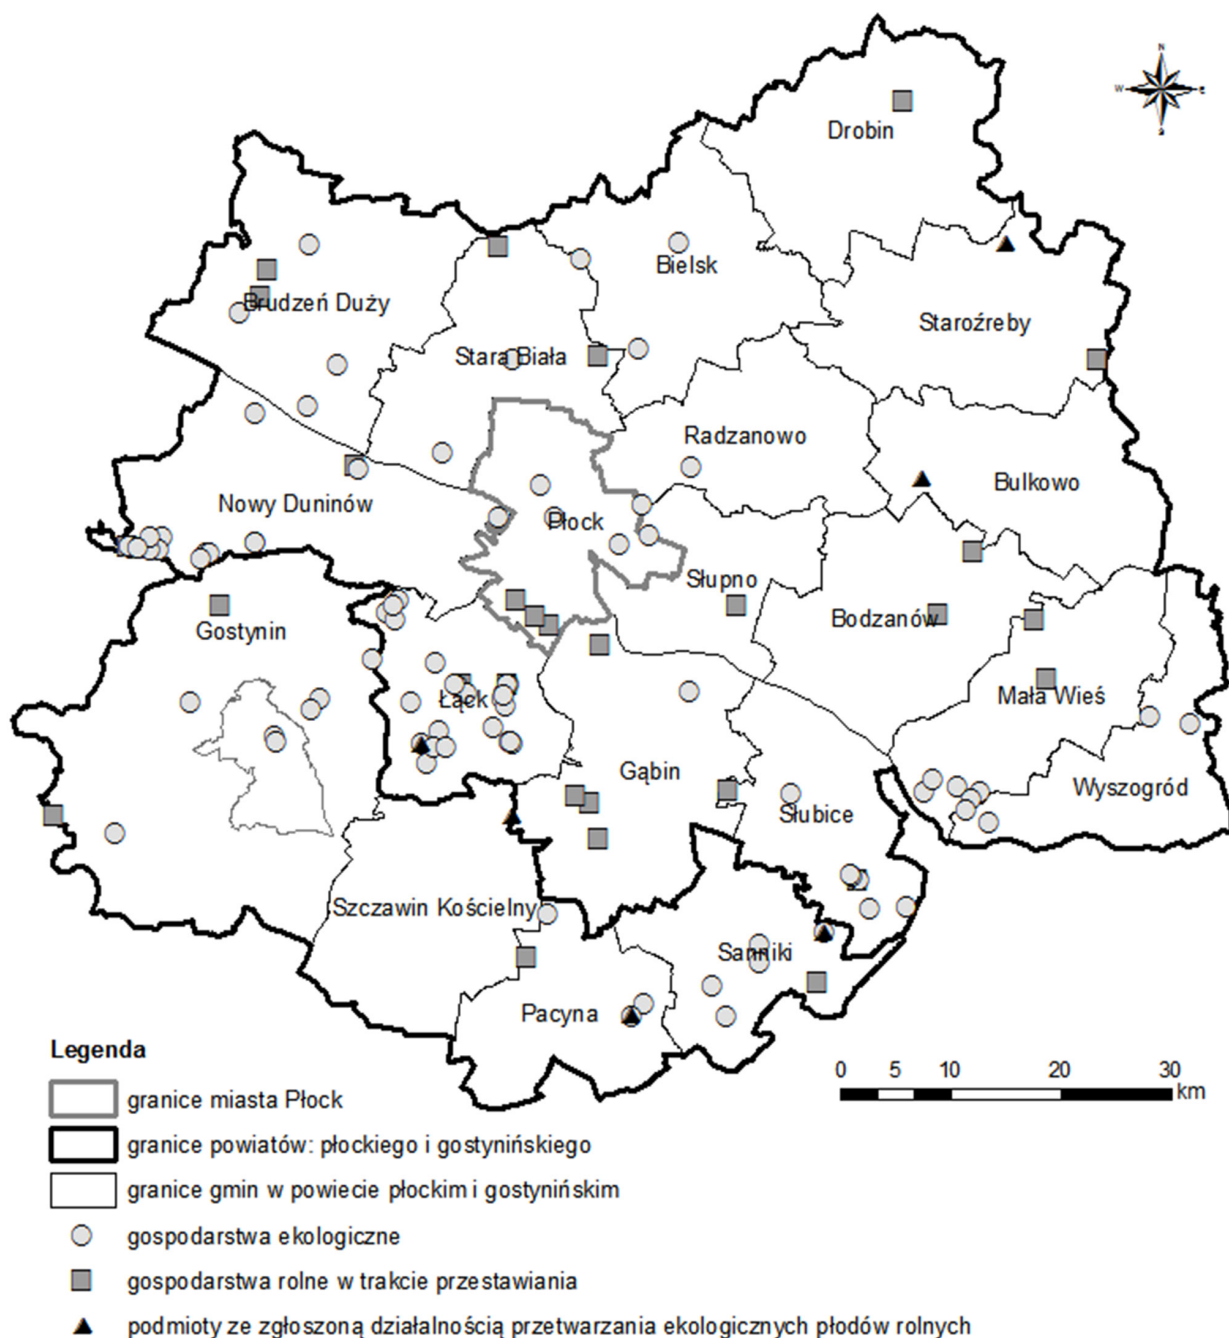 N
W E
S
Drobin
Bielsk
Brudzeń Duży
Staroźreby
Stara Biała
Radzanowo
Bulkowo
Nowy Duninów
Płock
Słupno
Gostynin
Bodzanów
Łąck
Mała Wieś
Gąbin
Wyszogród
Słubice
Szczawin Kościelny
Sanniki
Pacyna
Legenda
0 5 10 20 30
km
granice miasta Płock
granice powiatów: płockiego i gostynińskiego
granice gmin w powiecie płockim i gostynińskim
gospodarstwa ekologiczne
gospodarstwa rolne w trakcie przestawiania
podmioty ze zgłoszoną działalnością przetwarzania ekologicznych płodów rolnych